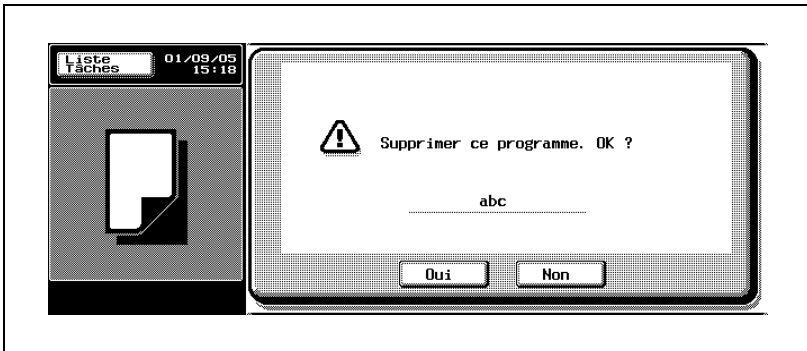 Liste
Tâches
01/09/05
15:18
Supprimer ce programme. OK ?
abc
Oui
Non